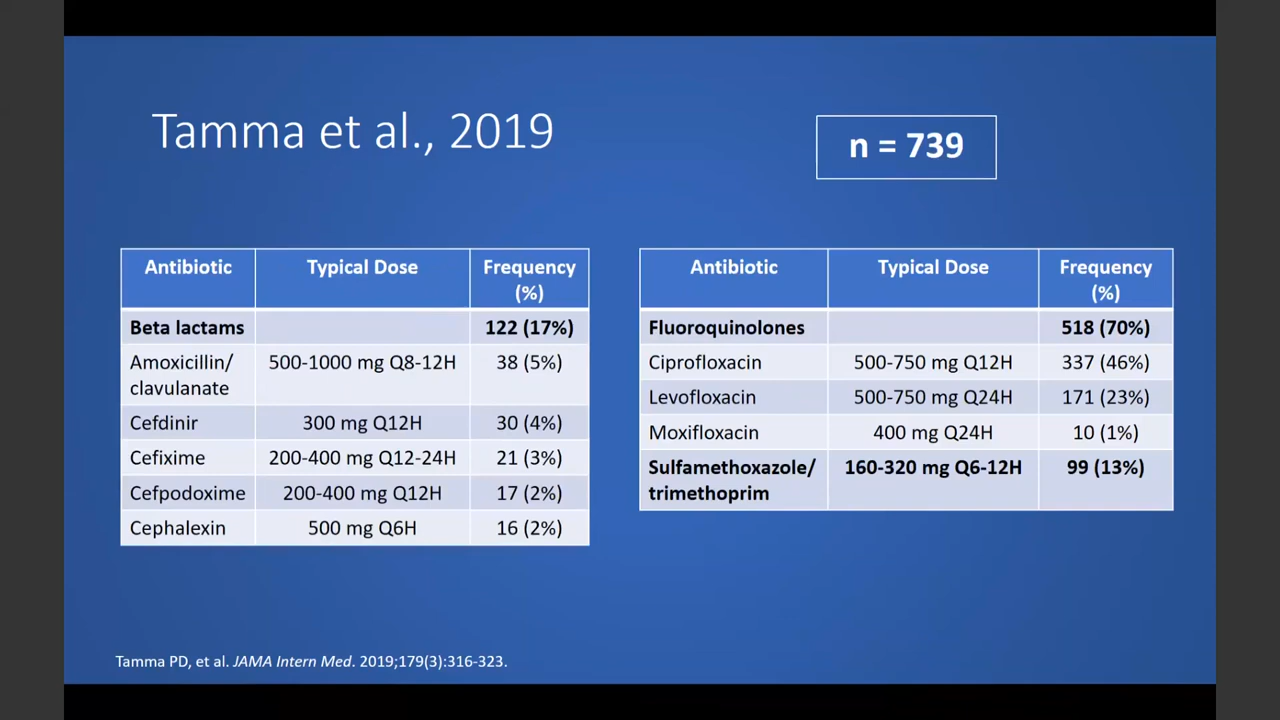 Tamma et al., 2019
n = 739
Antibiotic Typical Dose Frequency
(%)
Beta lactams 122 (17%)
Amoxicillin/ 500-1000 mg Q8-12H 38 (5%)
clavulanate
Cefdinir 300 mg Q12H 30 (4%)
Cefixime 200-400 mg Q12-24H 21 (3%)
Cefpodoxime 200-400 mg Q12H 17 (2%)
Cephalexin 500 mg Q6H 16 (2%)
Antibiotic Typical Dose Frequency
(%)
Fluoroquinolones 518 (70%)
Ciprofloxacin 500-750 mg Q12H 337 (46%)
Levofloxacin 500-750 mg Q24H 171 (23%)
Moxifloxacin 400 mg Q24H 10 (1%)
Sulfamethoxazole/ 160-320 mg Q6-12H 99 (13%)
trimethoprim
Tamma PD, et al. JAMA Intern Med. 2019;179(3):316-323.